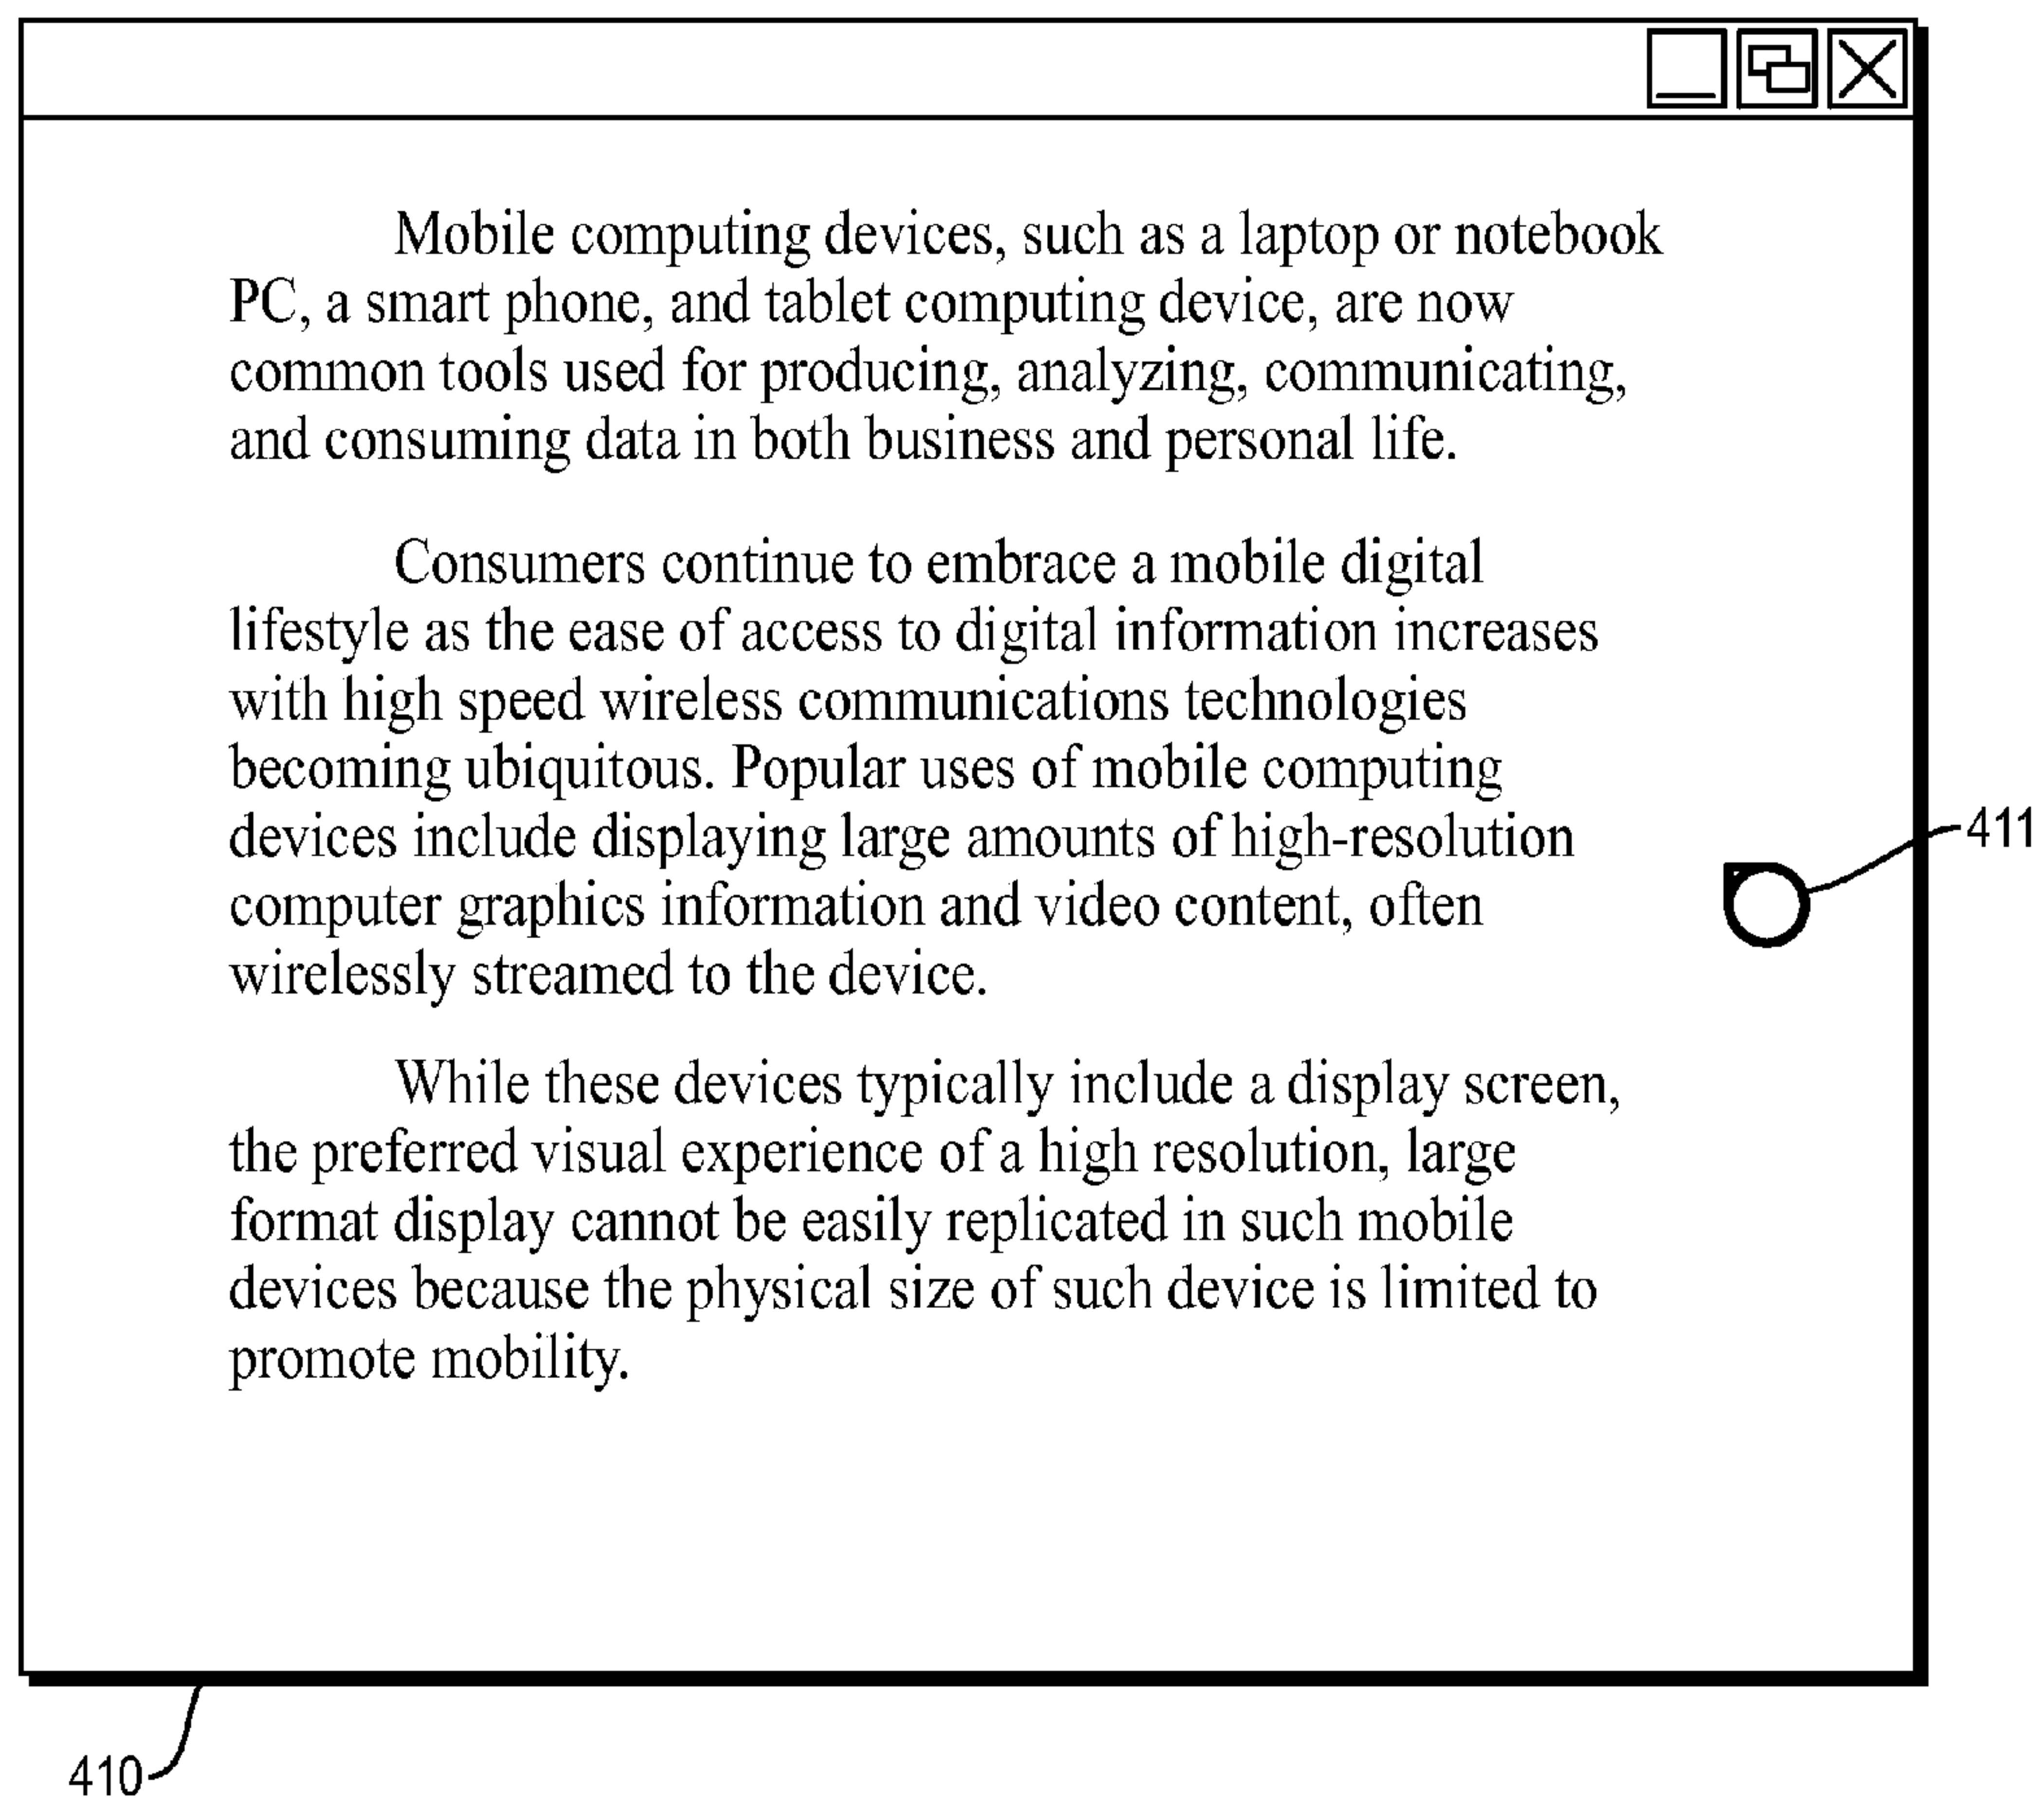 Mobile computing devices, such as a laptop or notebook
PC, a smart phone, and tablet computing device, are now
common tools used for producing, analyzing, communicating,
and consuming data in both business and personal life.
Consumers continue to embrace a mobile digital
lifestyle as the ease of access to digital information increases
with high speed wireless communications technologies
becoming ubiquitous. Popular uses of mobile computing
devices include displaying large amounts of high-resolution
computer graphics information and video content, often
wirelessly streamed to the device.
411
While these devices typically include a display screen,
the preferred visual experience of a high resolution, large
format display cannot be easily replicated in such mobile
devices because the physical size of such device is limited to
promote mobility.
410